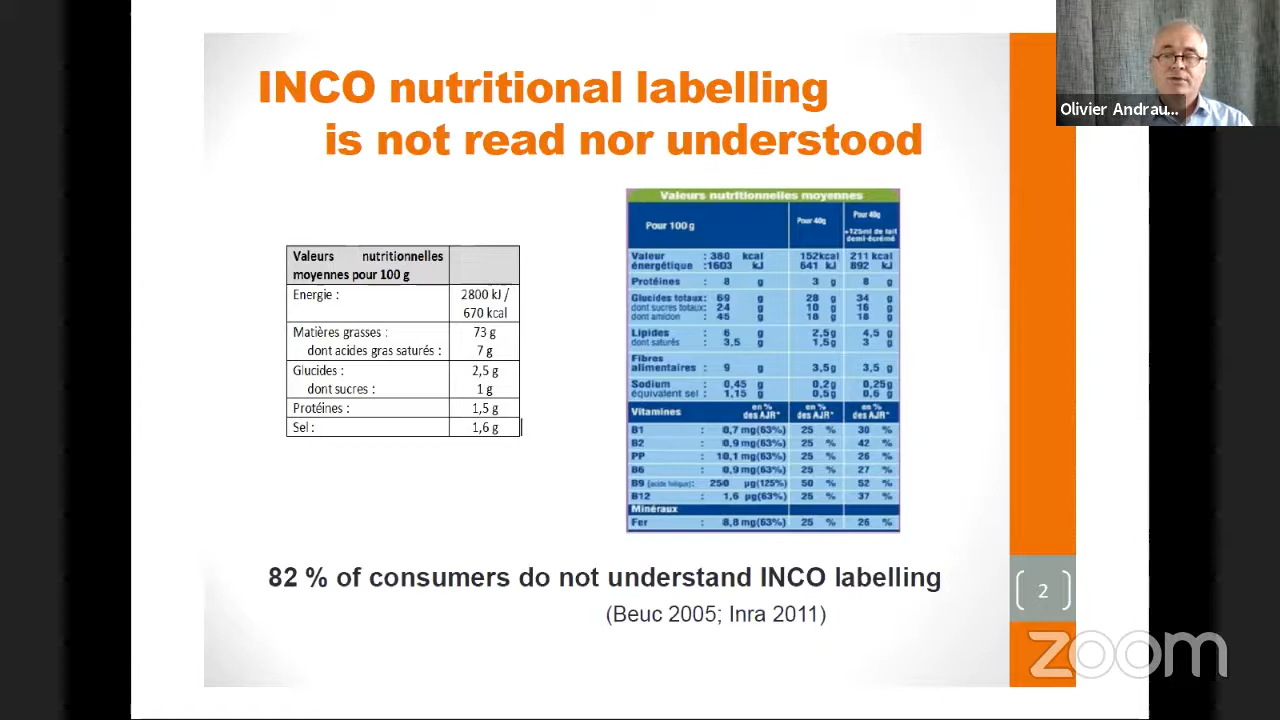 INCO nutritional labelling
is not read nor understood
Olivier Andrau...
Valeurs nutritionnelles
moyennes pour 100 g
Energie : 2800 kJ /
670 kcal
Matières grasses : 73 g
dont acides gras saturés : 7 g
Glucides : 2,5 g
dont sucres : 1 g
Protéines : 1,5 g
Sel : 1,6 g
Valeurs nutritionnelles moyennes
Pour 100 g Pour 40g Pour 40g
+125ml de lait
demi-écrémé
Valeur : 380 kcal 152kcal 211 kcal
énergétique :1603 kJ 641 kJ 892 kJ
Protéines : 8 g 3 g 8 g
Glucides totaux: 69 g 28 g 34 g
dont sucres totaux: 24 g 10 g 16 g
dont amidon : 45 g 18 g 18 g
Lipides : 6 g 2,5g 4,5 g
dont saturés : 3,5 g 1,5g 3 g
Fibres
alimentaires : 9 g 3,5g 3,5 g
Sodium : 0,45 g 0,2g 0,25g
équivalent sel : 1,15 g 0,5g 0,6 g
Vitamines en % des AJR* en % des AJR* en % des AJR*
B1 : 0,7 mg(63%) 25 % 30 %
B2 : 0,9 mg(63%) 25 % 42 %
PP : 10,1 mg(63%) 25 % 26 %
B6 : 0,9 mg(63%) 25 % 27 %
B9 (acide folique): 250 µg(125%) 50 % 52 %
B12 : 1,6 µg(63%) 25 % 37 %
Minéraux
Fer : 8,8 mg(63%) 25 % 26 %
82 % of consumers do not understand INCO labelling
(Beuc 2005; Inra 2011)
2
zoom